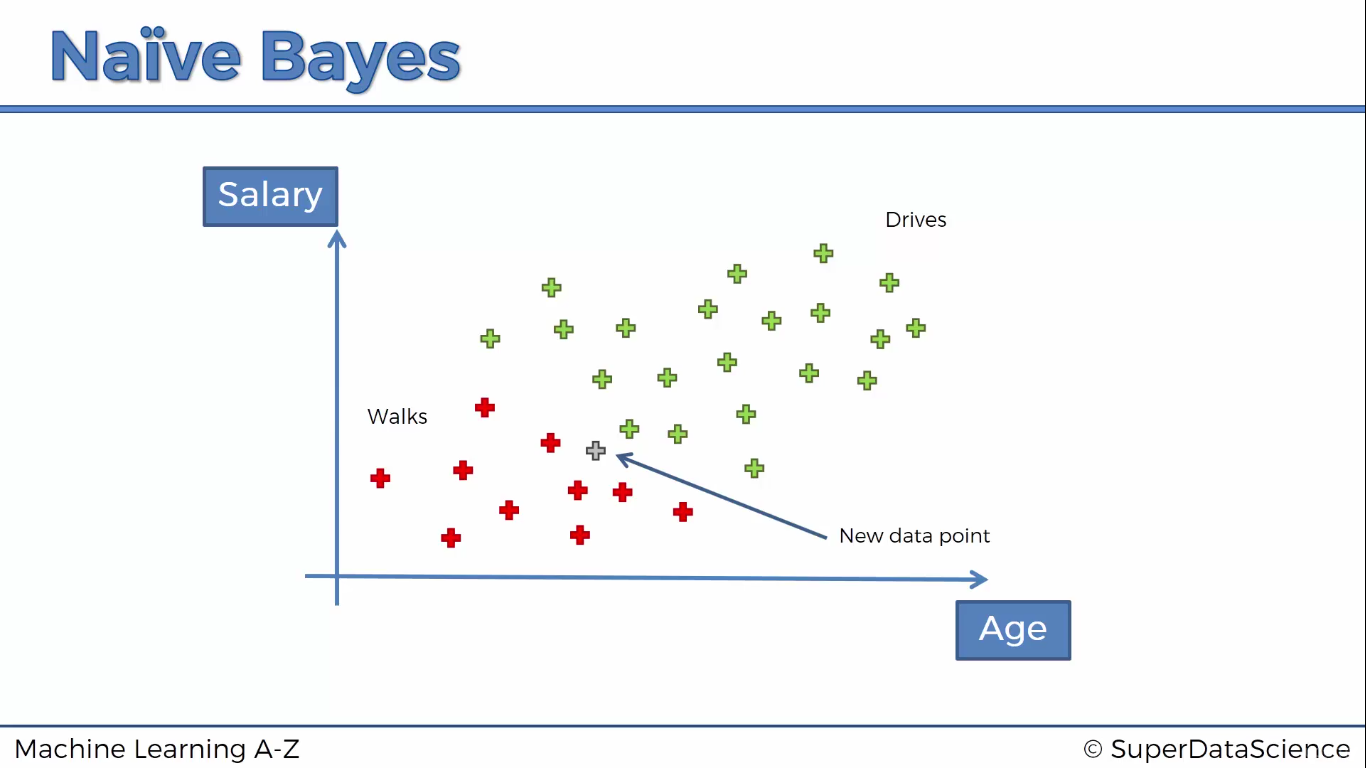 Naïve Bayes
Salary
Drives
Walks
New data point
Age
Machine Learning A-Z
© SuperDataScience